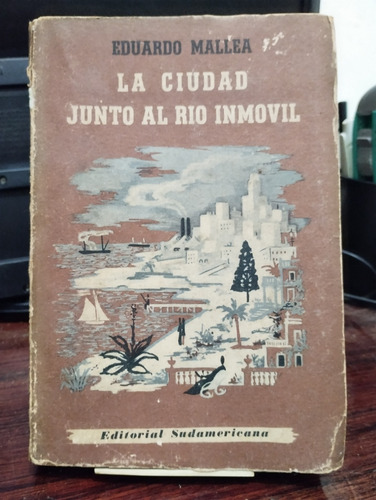 EDUARDO MALLEA
LA CIUDAD
JUNTO AL RIO INMOVIL
Editorial Sudamericana